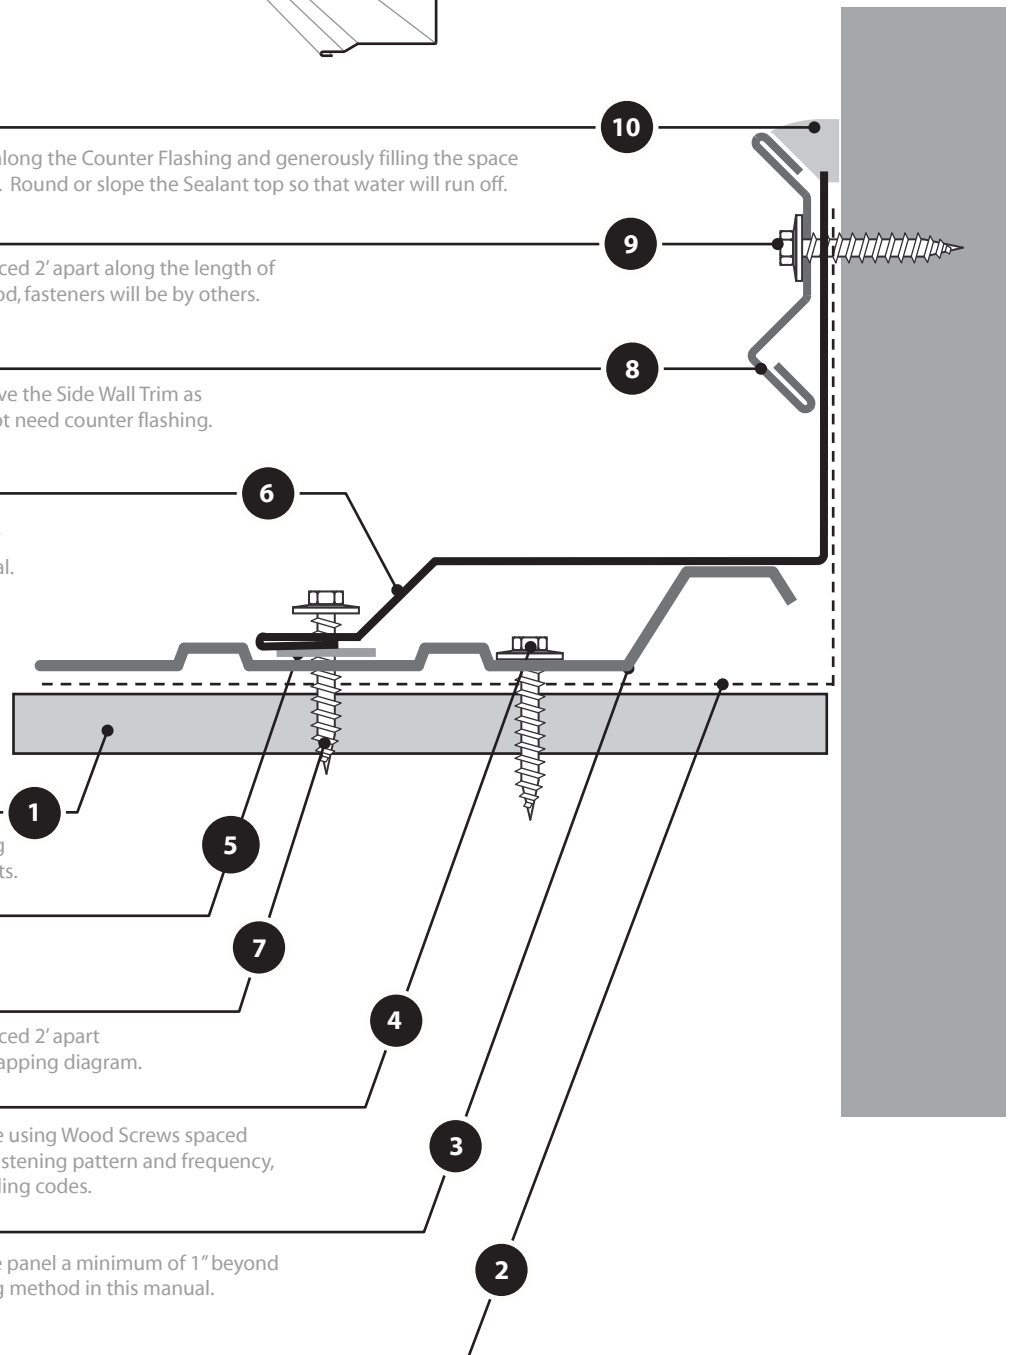 10
along the Counter Flashing and generously filling the space
. Round or slope the Sealant top so that water will run off.
9
ced 2’ apart along the length of
od, fasteners will be by others.
8
ve the Side Wall Trim as
ot need counter flashing.
6
al.
1
g
ts.
5
7
ced 2’ apart
apping diagram.
4
e using Wood Screws spaced
astening pattern and frequency,
ding codes.
3
e panel a minimum of 1” beyond
g method in this manual.
2